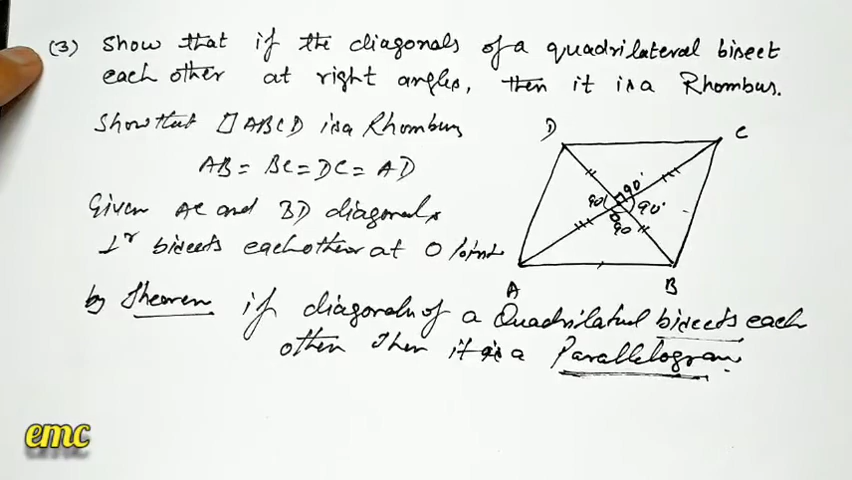 (3) Show that if the diagonals of a quadrilateral bisect
each other at right angles, then it is a Rhombus.
Show that □ABCD is a Rhombus
AB = BC = DC = AD
Given AC and BD diagonals
⊥r bisects each other at O point
by Theorem if diagonals of a Quadrilateral bisects each
other then it is a Parallelogram.
D
C
90°
90
90°
O
90
A
B
emc